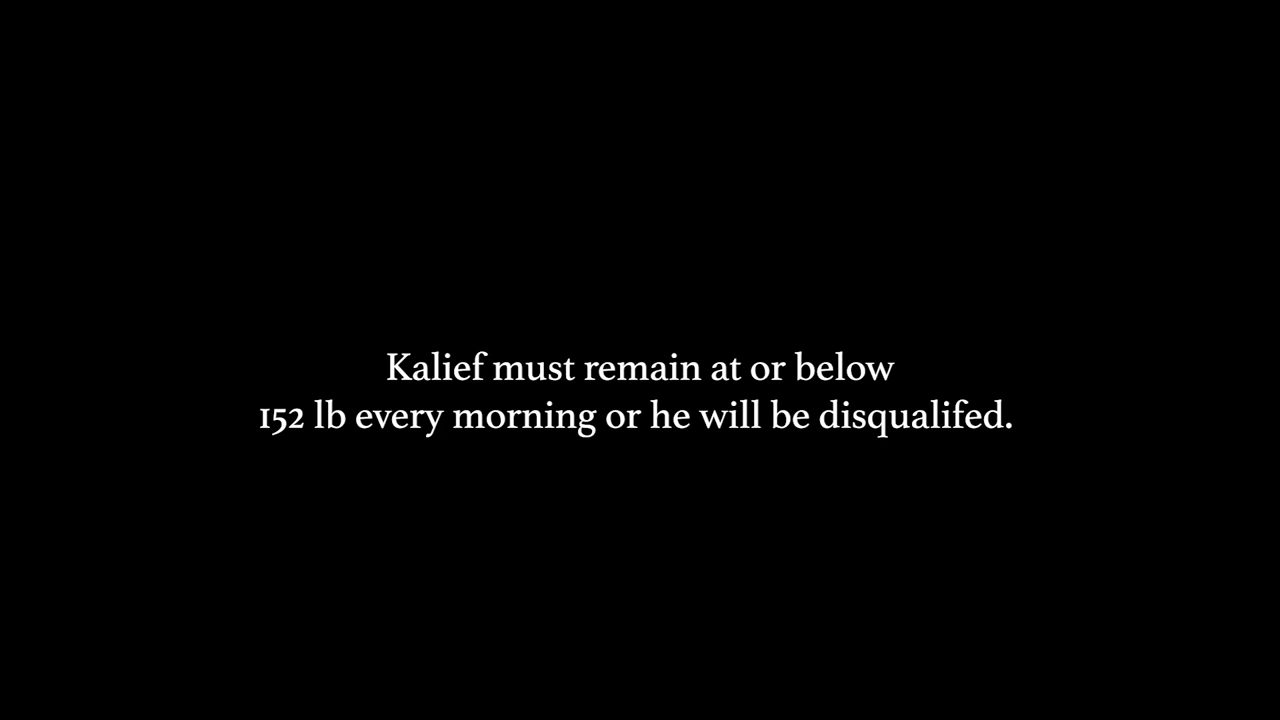 Kalief must remain at or below
152 lb every morning or he will be disqualifed.